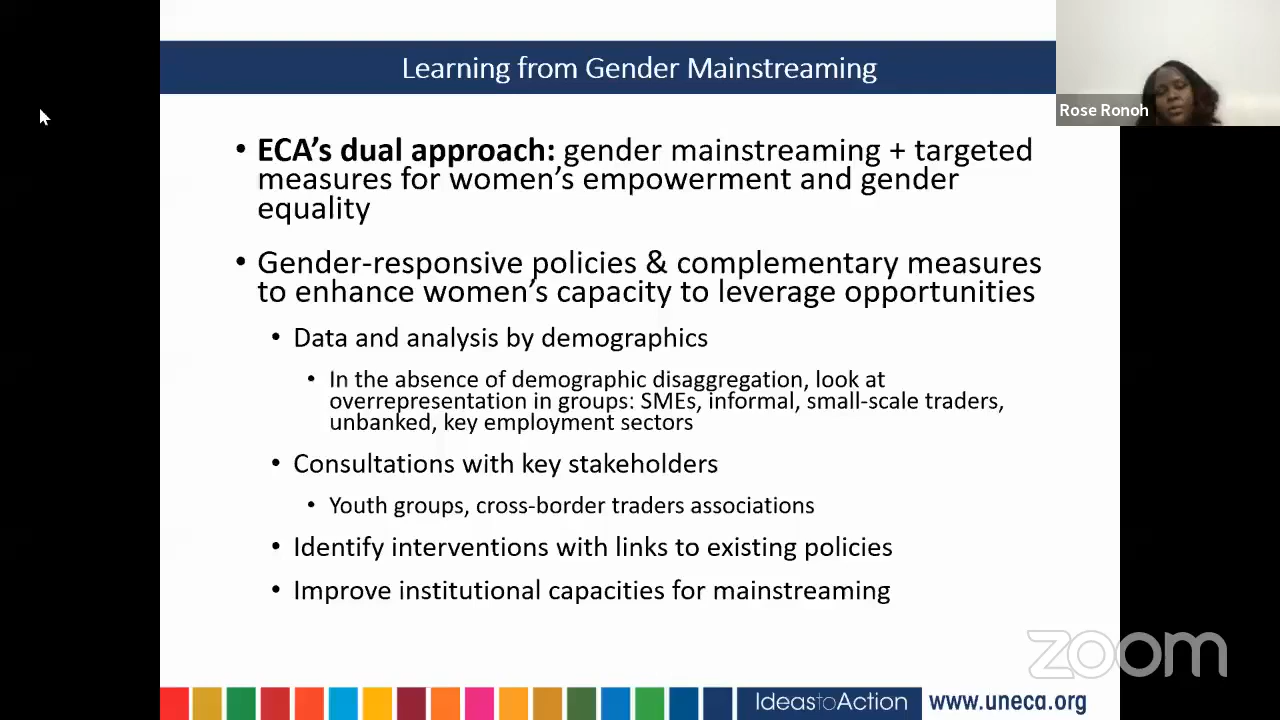 Learning from Gender Mainstreaming
Rose Ronoh
• ECA’s dual approach: gender mainstreaming + targeted
measures for women’s empowerment and gender
equality
• Gender-responsive policies & complementary measures
to enhance women’s capacity to leverage opportunities
• Data and analysis by demographics
• In the absence of demographic disaggregation, look at
overrepresentation in groups: SMEs, informal, small-scale traders,
unbanked, key employment sectors
• Consultations with key stakeholders
• Youth groups, cross-border traders associations
• Identify interventions with links to existing policies
• Improve institutional capacities for mainstreaming
zoom
IdeastoAction
www.uneca.org